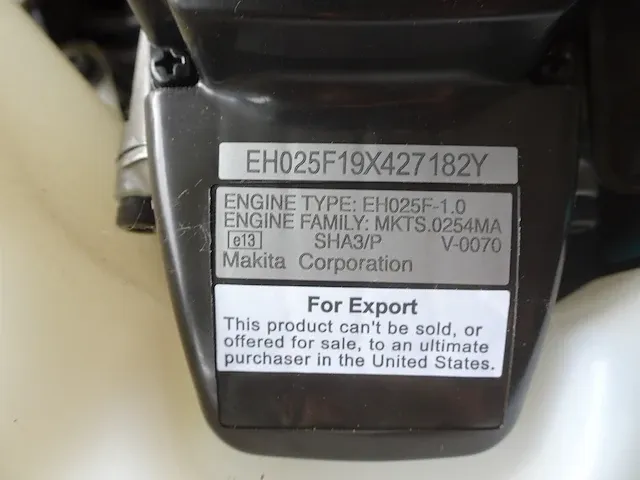 EH025F19X427182Y
ENGINE TYPE: EH025F-1.0
ENGINE FAMILY: MKTS.0254MA
e13 SHA3/P V-0070
Makita Corporation
For Export
This product can't be sold, or
offered for sale, to an ultimate
purchaser in the United States.